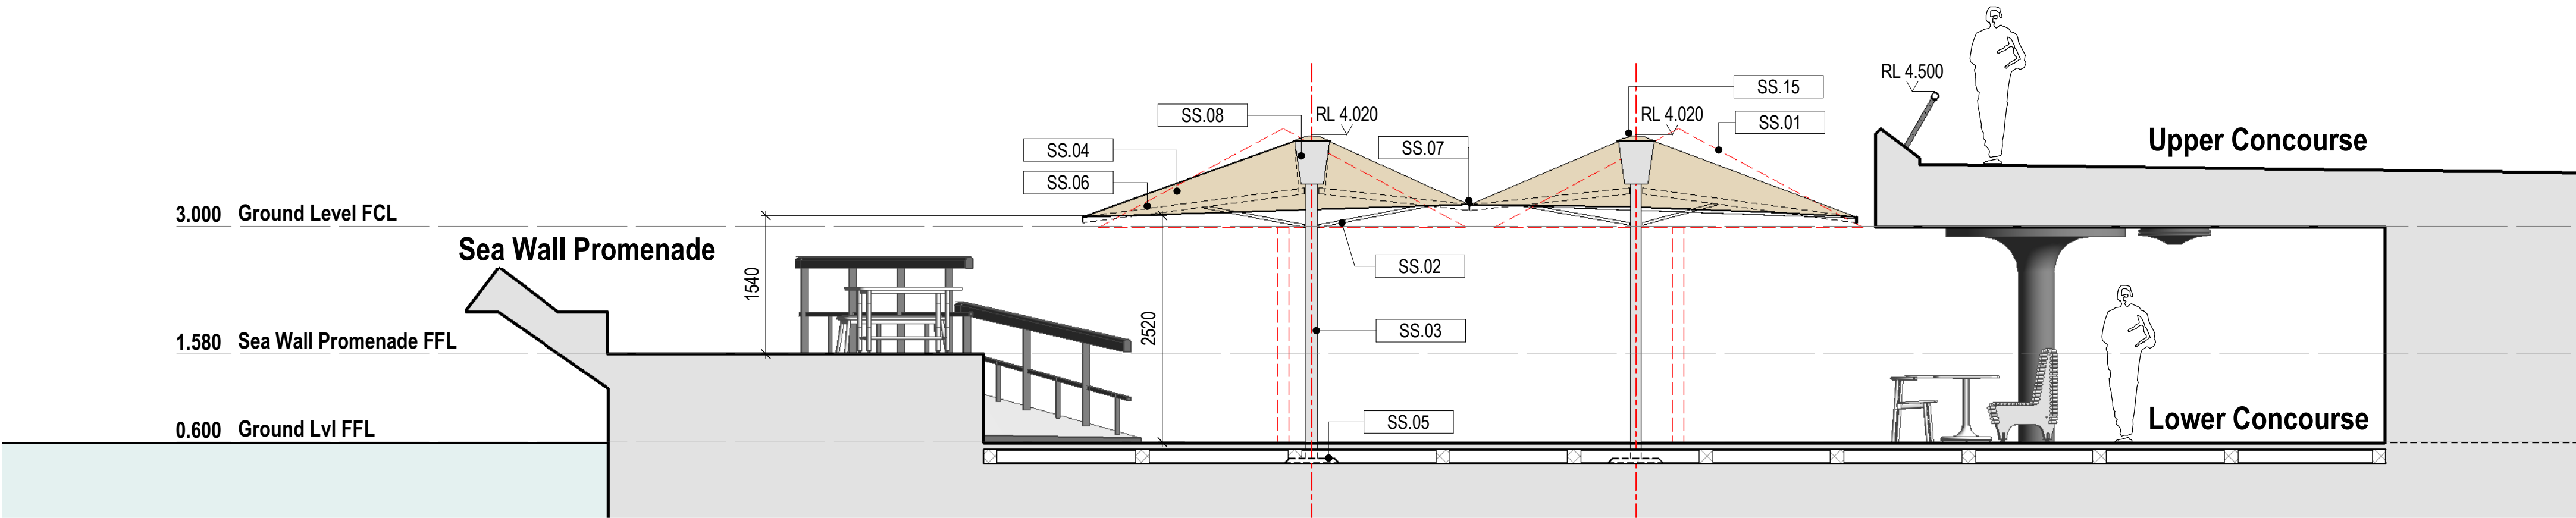 RL 4.500
SS.15
SS.08
RL 4.020
RL 4.020
SS.01
Upper Concourse
SS.04
SS.07
SS.06
3.000 Ground Level FCL
Sea Wall Promenade
SS.02
1540
2520
SS.03
1.580 Sea Wall Promenade FFL
SS.05
Lower Concourse
0.600 Ground Lvl FFL